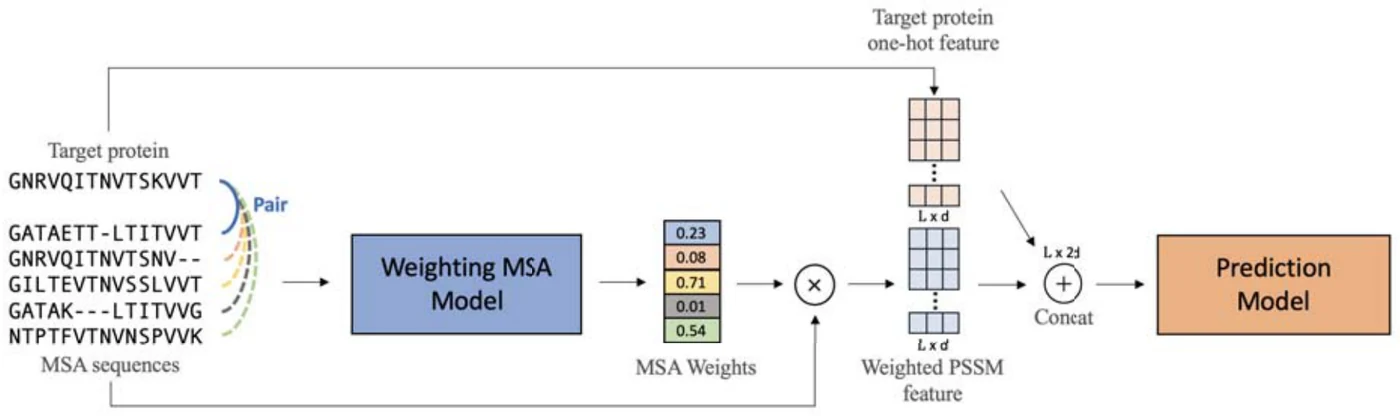 Target protein
one-hot feature
Target protein
GNRVQITNVTSKVVT
Pair
GATAETT-LTITVVT
GNRVQITNVTSNV--
GILTEVTNVSSLVVT
GATAK---LTITVVG
NTPTFVTNVNSPVVK
MSA sequences
Weighting MSA
Model
0.23
0.08
0.71
0.01
0.54
MSA Weights
×
L x d
L x d
Weighted PSSM
feature
L x 2d
+
Concat
Prediction
Model